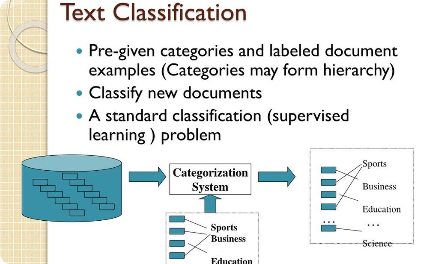 Text Classification
• Pre-given categories and labeled document
examples (Categories may form hierarchy)
• Classify new documents
• A standard classification (supervised
learning ) problem
Categorization
System
Sports
Business
Education
...
...
Science
Sports
Business
Education